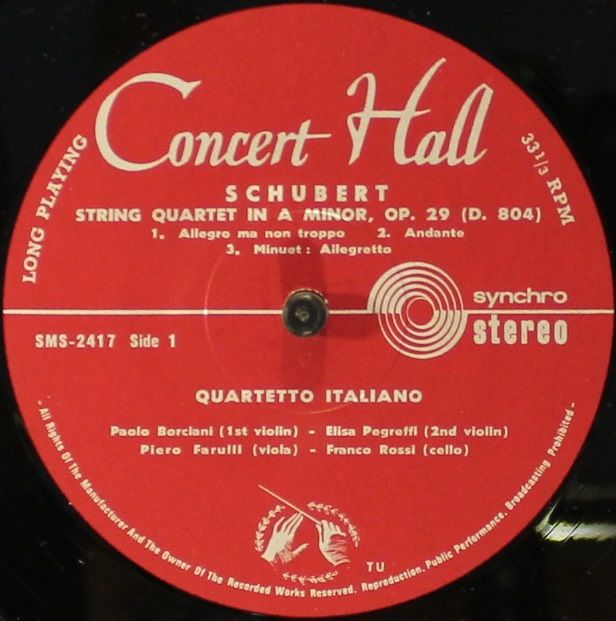 Concert Hall
LONG PLAYING
33 1/3 RPM
SCHUBERT
STRING QUARTET IN A MINOR, OP. 29 (D. 804)
1. Allegro ma non troppo 2. Andante
3. Minuet: Allegretto
synchro
stereo
SMS-2417 Side 1
QUARTETTO ITALIANO
Paolo Borciani (1st violin) - Elisa Pegreffi (2nd violin)
Piero Farulli (viola) - Franco Rossi (cello)
TU
- All Rights Of The Manufacturer And The Owner Of The Recorded Works Reserved. Reproduction. Public Performance. Broadcasting Prohibited -